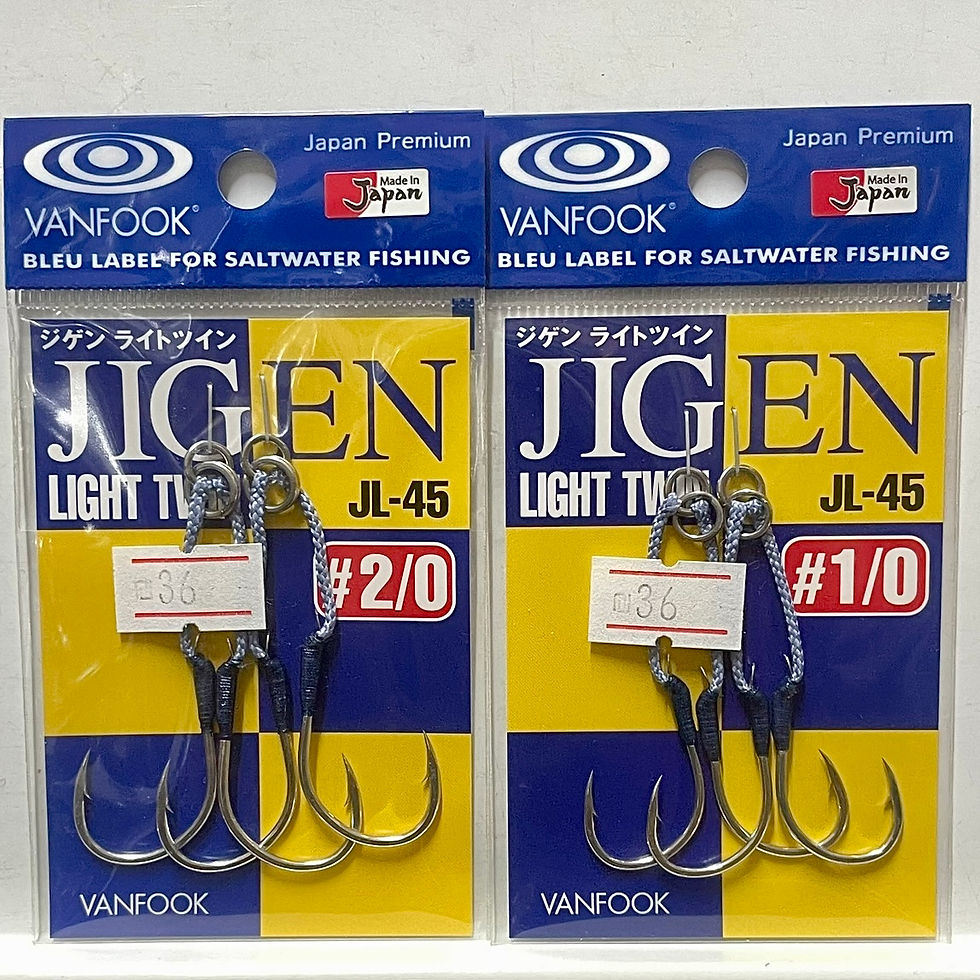 Japan Premium
Made In Japan
VANFOOK®
BLEU LABEL FOR SALTWATER FISHING
ジゲン ライトツイン
JIGEN
LIGHT TWIN JL-45
#2/0
₪36
VANFOOK
Japan Premium
Made In Japan
VANFOOK®
BLEU LABEL FOR SALTWATER FISHING
ジゲン ライトツイン
JIGEN
LIGHT TWIN JL-45
#1/0
₪36
VANFOOK